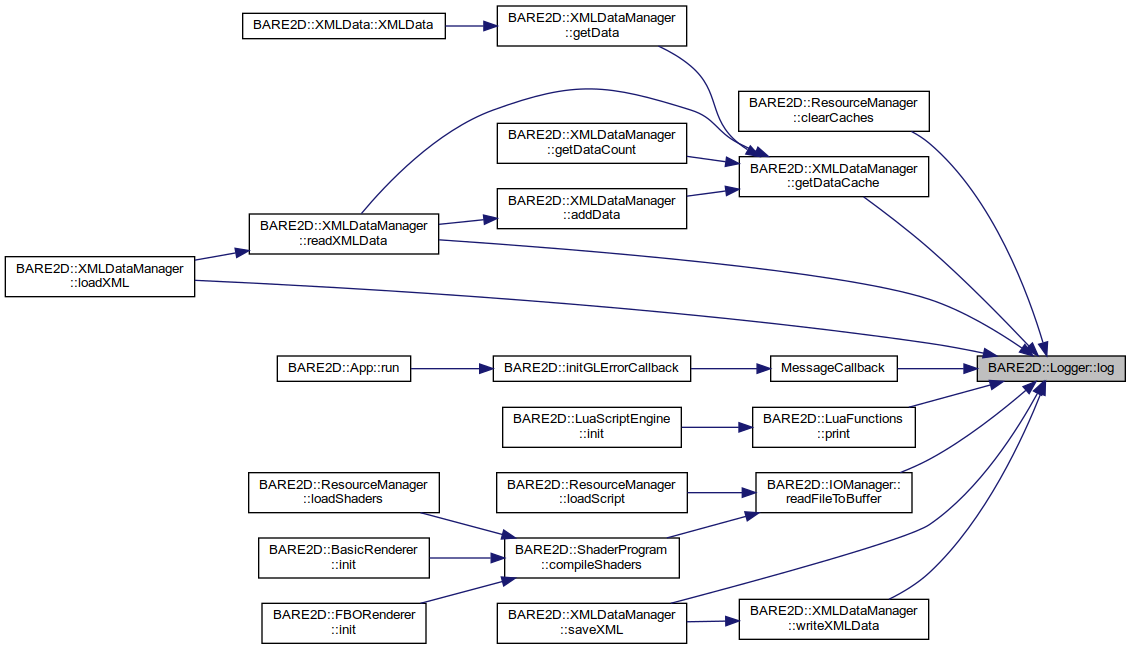 BARE2D::XMLData::XMLData
BARE2D::XMLDataManager
::getData
BARE2D::ResourceManager
::clearCaches
BARE2D::XMLDataManager
::getDataCount
BARE2D::XMLDataManager
::getDataCache
BARE2D::XMLDataManager
::addData
BARE2D::XMLDataManager
::readXMLData
BARE2D::XMLDataManager
::loadXML
BARE2D::App::run
BARE2D::initGLErrorCallback
MessageCallback
BARE2D::Logger::log
BARE2D::LuaScriptEngine
::init
BARE2D::LuaFunctions
::print
BARE2D::ResourceManager
::loadShaders
BARE2D::ResourceManager
::loadScript
BARE2D::IOManager::
readFileToBuffer
BARE2D::BasicRenderer
::init
BARE2D::ShaderProgram
::compileShaders
BARE2D::FBORenderer
::init
BARE2D::XMLDataManager
::saveXML
BARE2D::XMLDataManager
::writeXMLData